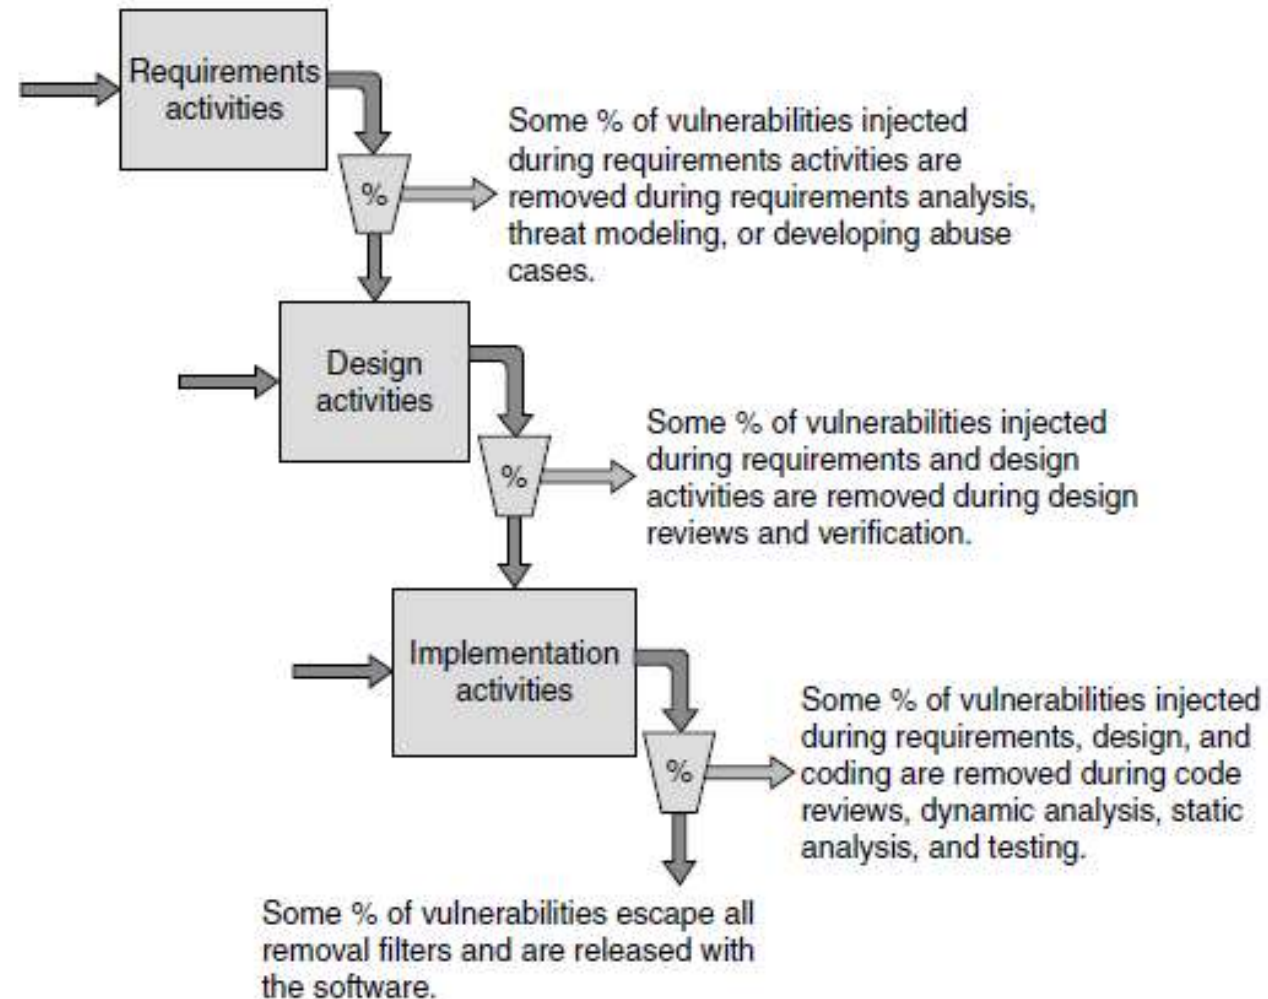 Requirements
activities
%
Some % of vulnerabilities injected
during requirements activities are
removed during requirements analysis,
threat modeling, or developing abuse
cases.
Design
activities
%
Some % of vulnerabilities injected
during requirements and design
activities are removed during design
reviews and verification.
Implementation
activities
%
Some % of vulnerabilities injected
during requirements, design, and
coding are removed during code
reviews, dynamic analysis, static
analysis, and testing.
Some % of vulnerabilities escape all
removal filters and are released with
the software.